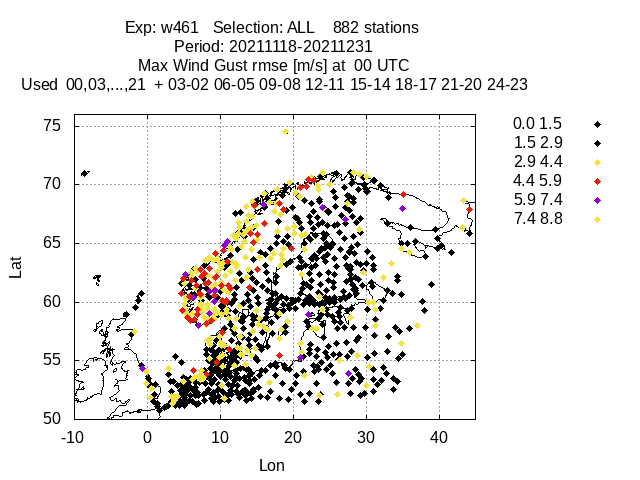 Exp: w461   Selection: ALL    882 stations
Period: 20211118-20211231
Max Wind Gust rmse [m/s] at  00 UTC
Used  00,03,...,21  + 03-02 06-05 09-08 12-11 15-14 18-17 21-20 24-23
75
70
65
60
55
50
Lat
-10 0 10 20 30 40
Lon
0.0 1.5
1.5 2.9
2.9 4.4
4.4 5.9
5.9 7.4
7.4 8.8